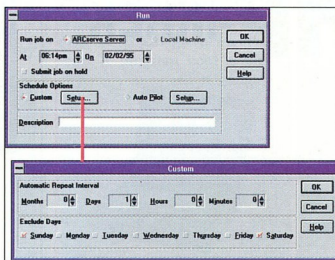 Run
Run job on ARCserve Server or Local Machine
OK
At 06:14pm On 02/02/95
Cancel
Submit job on hold
Help
Schedule Options
Custom Setup... Auto Pilot Setup...
Description
Custom
Automatic Repeat Interval
OK
Months 0 Days 1 Hours 0 Minutes 0
Cancel
Exclude Days
Help
Sunday Monday Tuesday Wednesday Thursday Friday Saturday